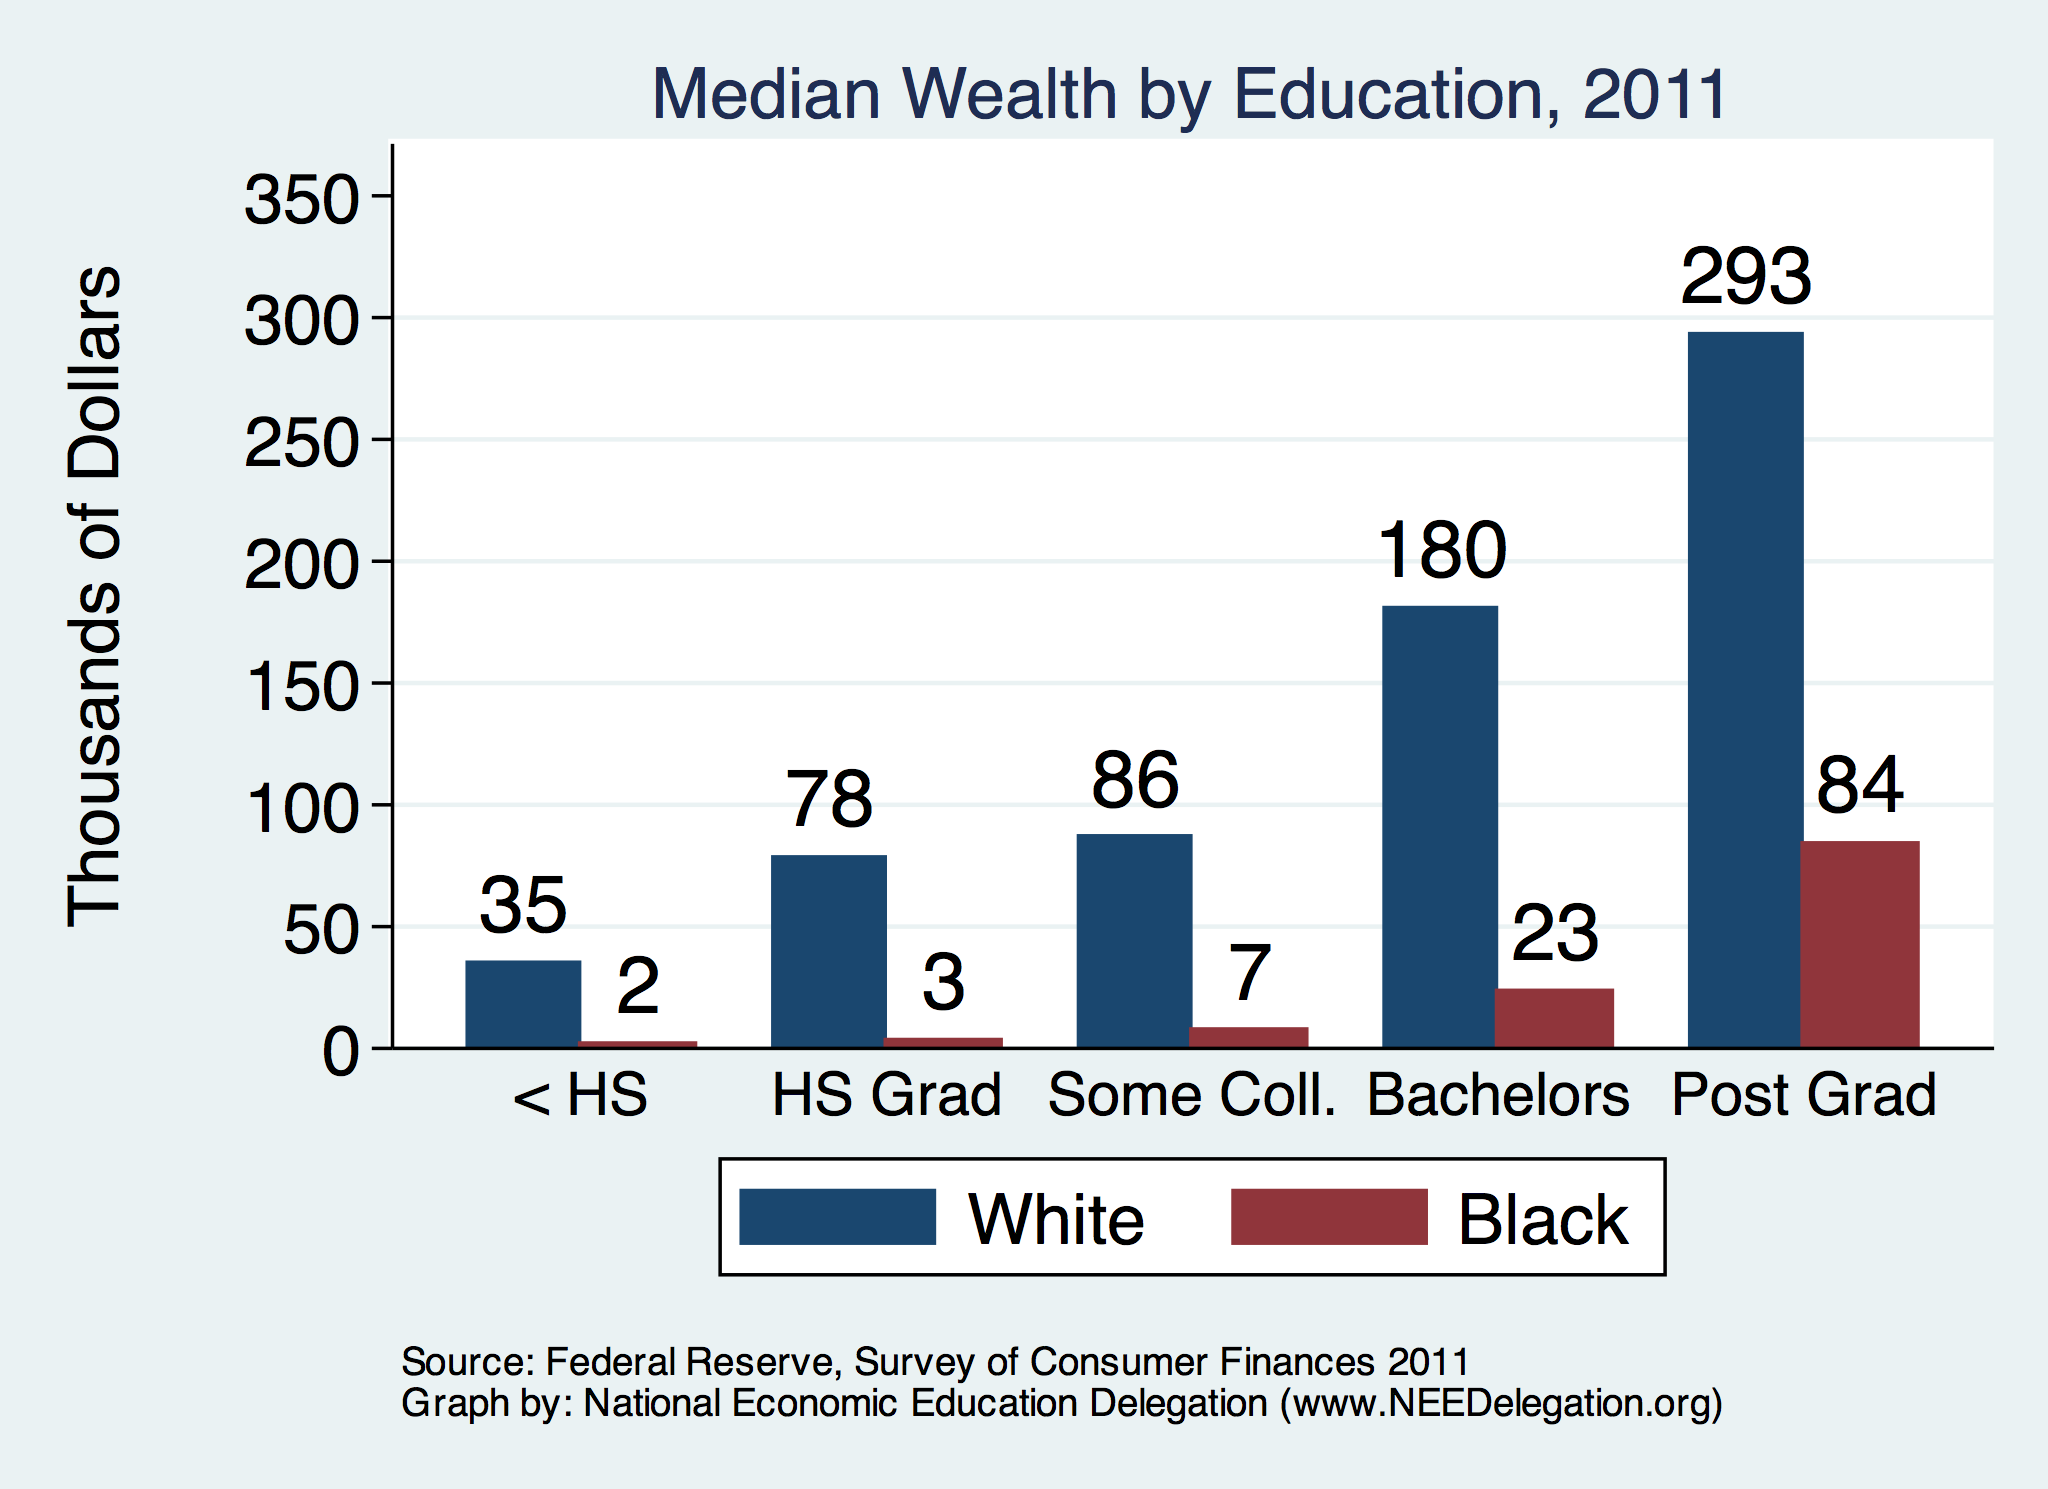 Median Wealth by Education, 2011
Thousands of Dollars
350
300
250
200
150
100
50
0
35
2
78
3
86
7
180
23
293
84
< HS
HS Grad
Some Coll.
Bachelors
Post Grad
White
Black
Source: Federal Reserve, Survey of Consumer Finances 2011
Graph by: National Economic Education Delegation (www.NEEDelegation.org)